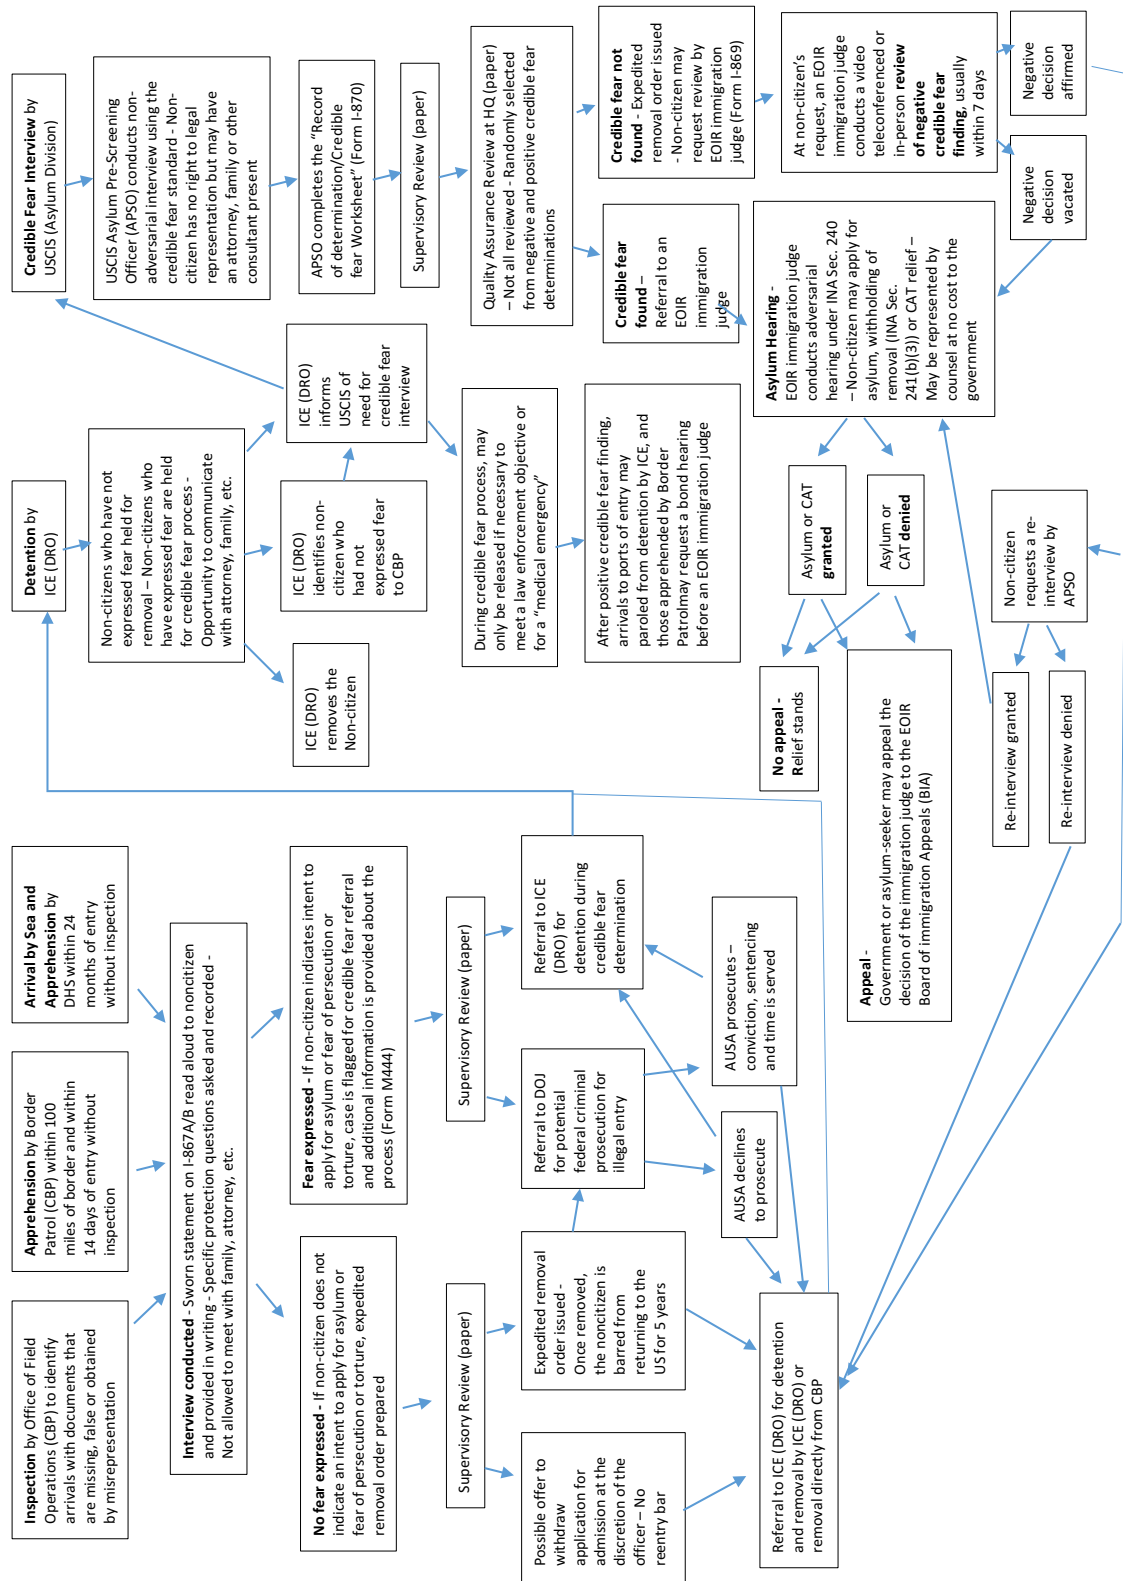 Inspection by Office of Field
Operations (CBP) to identify
arrivals with documents that
are missing, false or obtained
by misrepresentation
Apprehension by Border
Patrol (CBP) within 100
miles of border and within
14 days of entry without
inspection
Arrival by Sea and
Apprehension by
DHS within 24
months of entry
without inspection
Interview conducted - Sworn statement on I-867A/B read aloud to noncitizen
and provided in writing - Specific protection questions asked and recorded -
Not allowed to meet with family, attorney, etc.
No fear expressed - If non-citizen does not
indicate an intent to apply for asylum or
fear of persecution or torture, expedited
removal order prepared
Fear expressed - If non-citizen indicates intent to
apply for asylum or fear of persecution or
torture, case is flagged for credible fear referral
and additional information is provided about the
process (Form M444)
Supervisory Review (paper)
Supervisory Review (paper)
Possible offer to
withdraw
application for
admission at the
discretion of the
officer – No
reentry bar
Expedited removal
order issued -
Once removed,
the noncitizen is
barred from
returning to the
US for 5 years
Referral to DOJ
for potential
federal criminal
prosecution for
illegal entry
Referral to ICE
(DRO) for
detention during
credible fear
determination
AUSA declines
to prosecute
AUSA prosecutes –
conviction, sentencing
and time is served
Referral to ICE (DRO) for detention
and removal by ICE (DRO) or
removal directly from CBP
Detention by
ICE (DRO)
Non-citizens who have not
expressed fear held for
removal – Non-citizens who
have expressed fear are held
for credible fear process -
Opportunity to communicate
with attorney, family, etc.
ICE (DRO)
removes the
Non-citizen
ICE (DRO)
identifies non-
citizen who
had not
expressed fear
to CBP
ICE (DRO)
informs
USCIS of
need for
credible fear
interview
During credible fear process, may
only be released if necessary to
meet a law enforcement objective or
for a “medical emergency”
After positive credible fear finding,
arrivals to ports of entry may
paroled from detention by ICE, and
those apprehended by Border
Patrolmay request a bond hearing
before an EOIR immigration judge
Credible Fear Interview by
USCIS (Asylum Division)
USCIS Asylum Pre-Screening
Officer (APSO) conducts non-
adversarial interview using the
credible fear standard - Non-
citizen has no right to legal
representation but may have
an attorney, family or other
consultant present
APSO completes the “Record
of determination/Credible
fear Worksheet” (Form I-870)
Supervisory Review (paper)
Quality Assurance Review at HQ (paper)
– Not all reviewed - Randomly selected
from negative and positive credible fear
determinations
Credible fear
found –
Referral to an
EOIR
immigration
judge
Credible fear not
found - Expedited
removal order issued
- Non-citizen may
request review by
EOIR immigration
judge (Form I-869)
At non-citizen’s
request, an EOIR
immigration judge
conducts a video
teleconferenced or
in-person review
of negative
credible fear
finding, usually
within 7 days
Negative
decision
vacated
Negative
decision
affirmed
Asylum Hearing -
EOIR immigration judge
conducts adversarial
hearing under INA Sec. 240
– Non-citizen may apply for
asylum, withholding of
removal (INA Sec.
241(b)(3)) or CAT relief –
May be represented by
counsel at no cost to the
government
Asylum or CAT
granted
Asylum or
CAT denied
No appeal -
Relief stands
Appeal -
Government or asylum-seeker may appeal the
decision of the immigration judge to the EOIR
Board of immigration Appeals (BIA)
Non-citizen
requests a re-
interview by
APSO
Re-interview granted
Re-interview denied